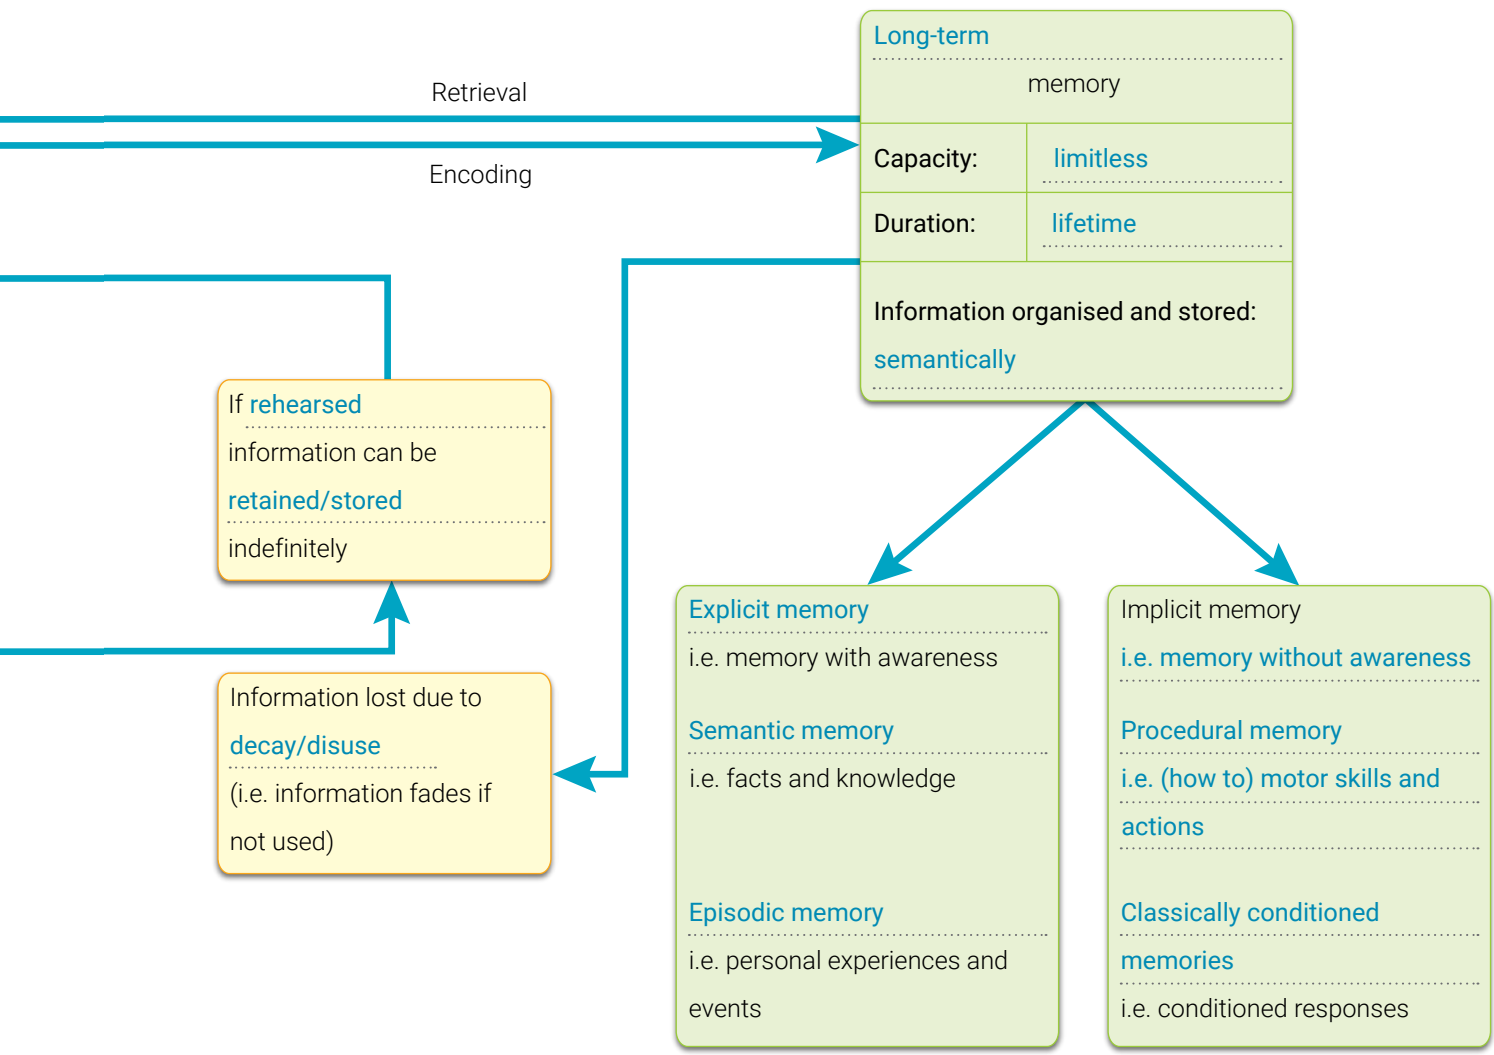 Long-term
memory
Retrieval
Encoding
Capacity: limitless
Duration: lifetime
Information organised and stored:
semantically
If rehearsed
information can be
retained/stored
indefinitely
Information lost due to
decay/disuse
(i.e. information fades if
not used)
Explicit memory
i.e. memory with awareness
Semantic memory
i.e. facts and knowledge
Episodic memory
i.e. personal experiences and
events
Implicit memory
i.e. memory without awareness
Procedural memory
i.e. (how to) motor skills and
actions
Classically conditioned
memories
i.e. conditioned responses